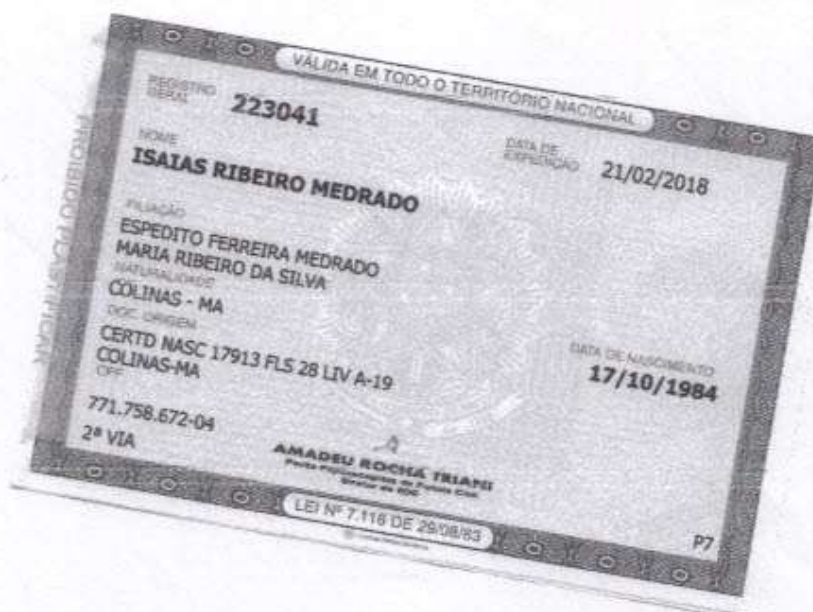 VÁLIDA EM TODO O TERRITÓRIO NACIONAL
REGISTRO GERAL 223041
DATA DE EXPEDIÇÃO 21/02/2018
NOME
ISAIAS RIBEIRO MEDRADO
FILIAÇÃO
ESPEDITO FERREIRA MEDRADO
MARIA RIBEIRO DA SILVA
NATURALIDADE
COLINAS - MA
DOC. ORIGEM
CERTD NASC 17913 FLS 28 LIV A-19
COLINAS-MA
DATA DE NASCIMENTO
17/10/1984
CPF
771.758.672-04
2ª VIA
AMADEU ROCHA TRIANI
LEI Nº 7.116 DE 29/08/83
P7
PROIBIDO PLASTIFICAR